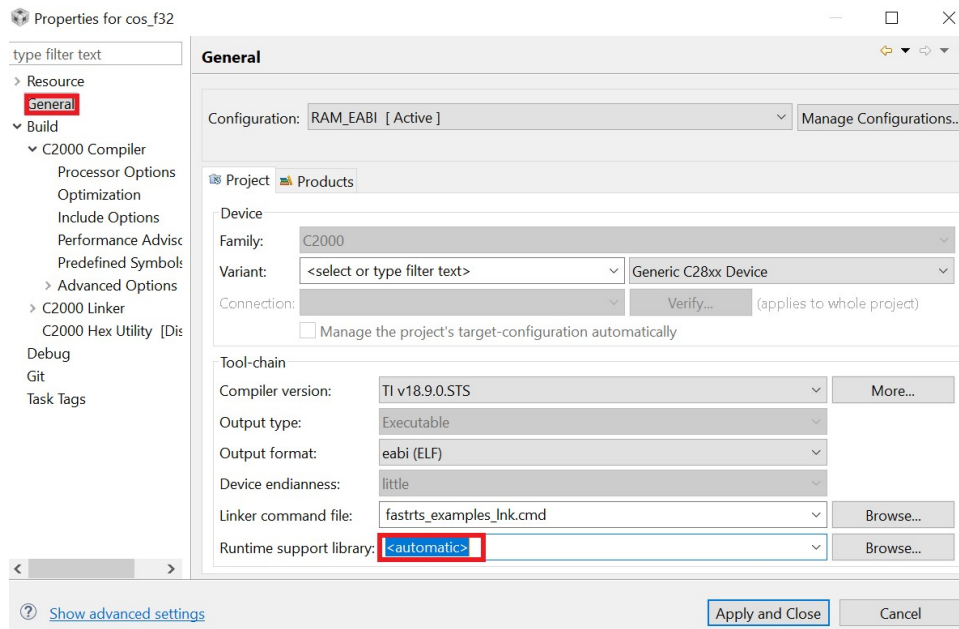 Properties for cos_f32
type filter text
General
Resource
General
Build
C2000 Compiler
Processor Options
Optimization
Include Options
Performance Advisc
Predefined Symbols
Advanced Options
C2000 Linker
C2000 Hex Utility [Dis
Debug
Git
Task Tags
Configuration: RAM_EABI [ Active ] Manage Configurations..
Project Products
Device
Family: C2000
Variant: <select or type filter text> Generic C28xx Device
Connection: Verify... (applies to whole project)
Manage the project's target-configuration automatically
Tool-chain
Compiler version: TI v18.9.0.STS More...
Output type: Executable
Output format: eabi (ELF)
Device endianness: little
Linker command file: fastrts_examples_lnk.cmd Browse...
Runtime support library: <automatic> Browse...
? Show advanced settings Apply and Close Cancel